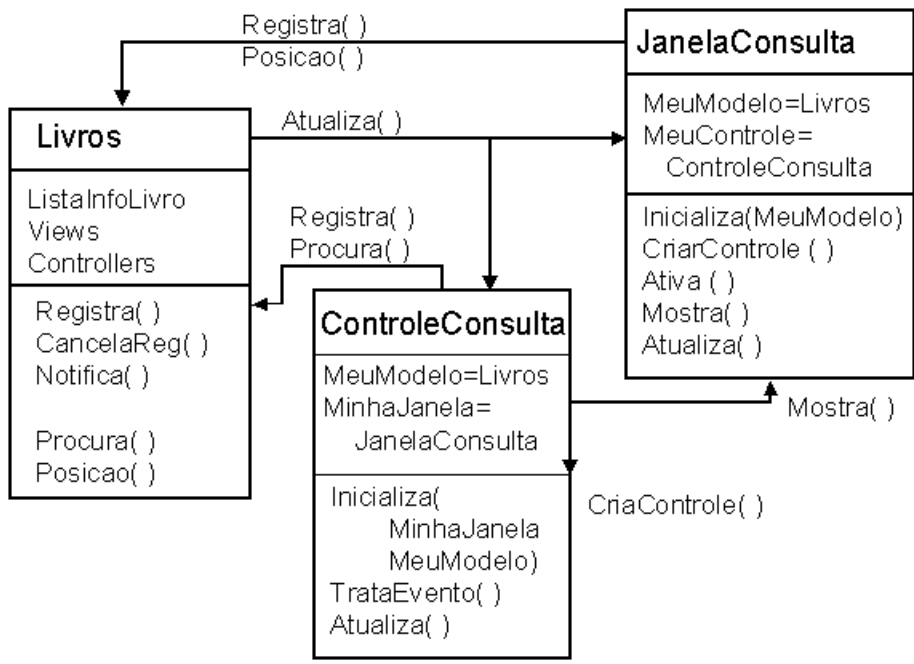 Registra( )
Posicao( )
JanelaConsulta
MeuModelo=Livros
MeuControle=
ControleConsulta
Inicializa(MeuModelo)
CriarControle ( )
Ativa ( )
Mostra( )
Atualiza( )
Livros
ListaInfoLivro
Views
Controllers
Registra( )
CancelaReg( )
Notifica( )
Procura( )
Posicao( )
Atualiza( )
Registra( )
Procura( )
ControleConsulta
MeuModelo=Livros
MinhaJanela=
JanelaConsulta
Inicializa(
MinhaJanela
MeuModelo)
TrataEvento( )
Atualiza( )
Mostra( )
CriaControle( )